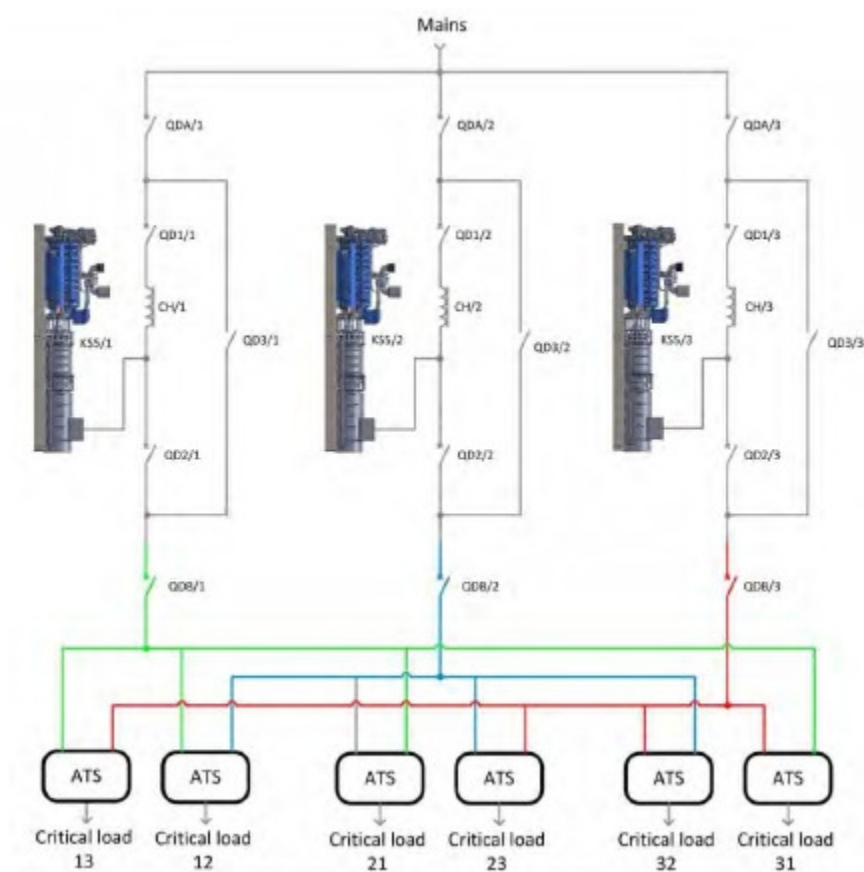 Mains
QDA/1
QDA/2
QDA/3
QD1/1
QD1/2
QD1/3
CH/1
CH/2
CH/3
KS5/1
QD3/1
KS5/2
QD3/2
KS5/3
QD3/3
QD2/1
QD2/2
QD2/3
QDB/1
QDB/2
QDB/3
ATS
ATS
ATS
ATS
ATS
ATS
Critical load
13
Critical load
12
Critical load
21
Critical load
23
Critical load
32
Critical load
31